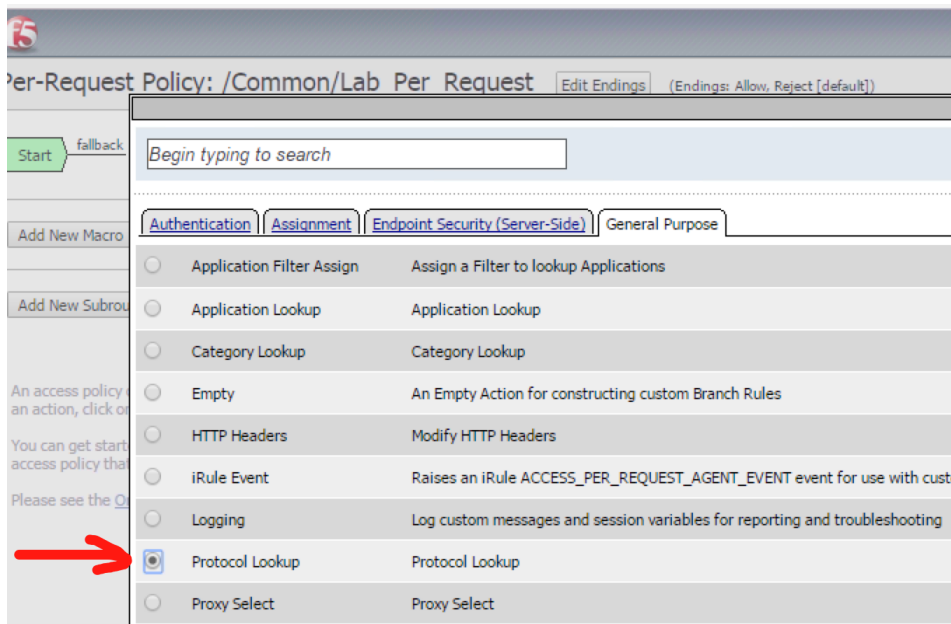 f5
Per-Request Policy: /Common/Lab_Per_Request Edit Endings (Endings: Allow, Reject [default])
Start fallback
Begin typing to search
Authentication Assignment Endpoint Security (Server-Side) General Purpose
Add New Macro
Application Filter Assign Assign a Filter to lookup Applications
Add New Subrou
Application Lookup Application Lookup
Category Lookup Category Lookup
An access policy
an action, click or
Empty An Empty Action for constructing custom Branch Rules
You can get start
access policy that
HTTP Headers Modify HTTP Headers
iRule Event Raises an iRule ACCESS_PER_REQUEST_AGENT_EVENT event for use with cust
Please see the On
Logging Log custom messages and session variables for reporting and troubleshooting
Protocol Lookup Protocol Lookup
Proxy Select Proxy Select